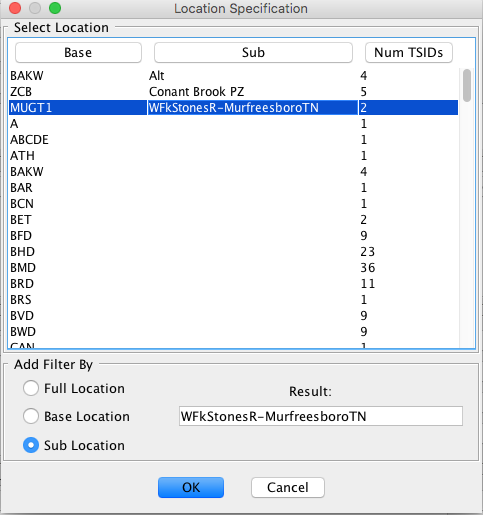 Location Specification
Select Location
Base Sub Num TSIDs
BAKW Alt 4
ZCB Conant Brook PZ 5
MUGT1 WFkStonesR-MurfreesboroTN 2
A 1
ABCDE 1
ATH 1
BAKW 4
BAR 1
BCN 1
BET 2
BFD 9
BHD 23
BMD 36
BRD 11
BRS 1
BVD 9
BWD 9
CAN 1
Add Filter By
Full Location
Result:
Base Location WFkStonesR-MurfreesboroTN
Sub Location
OK Cancel